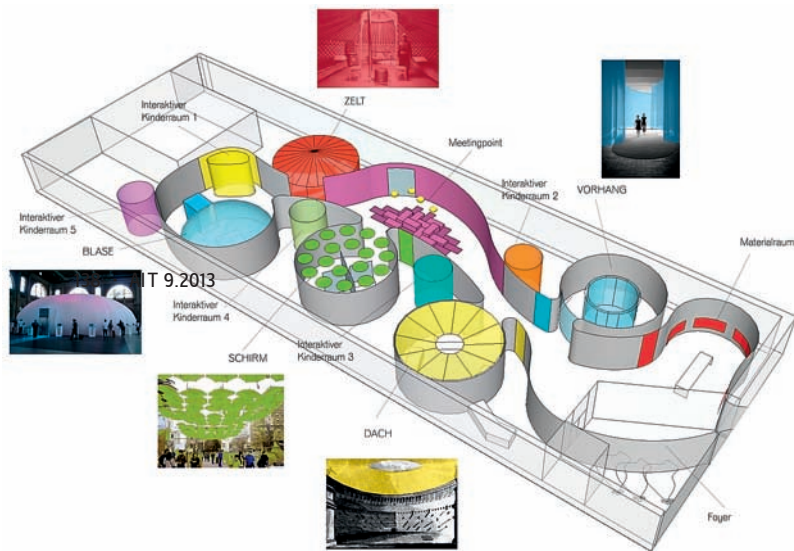 ZELT
Interaktiver
Kinderraum 1
Meetingpoint
Interaktiver
Kinderraum 2
VORHANG
Materialraum
Interaktiver
Kinderraum 5
BLASE
IT 9.2013
Interaktiver
Kinderraum 4
SCHIRM
Interaktiver
Kinderraum 3
DACH
Foyer